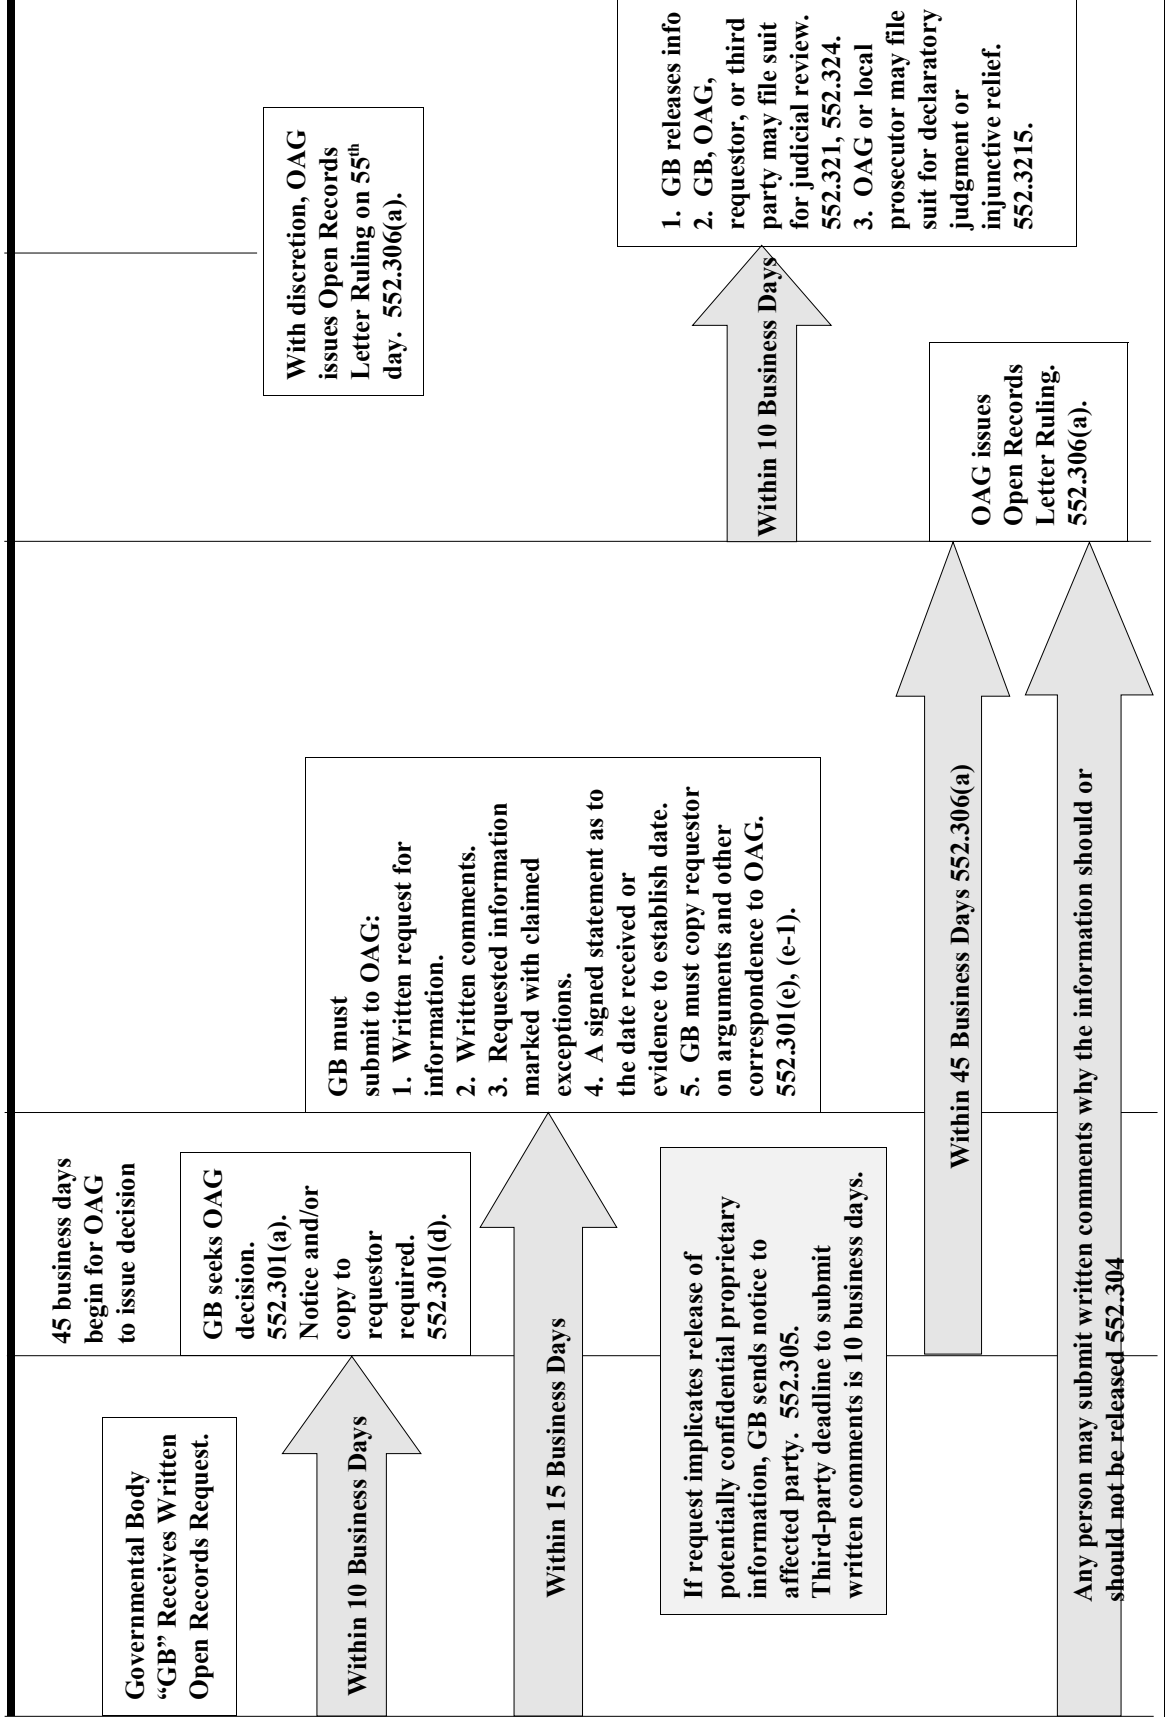 Governmental Body
“GB” Receives Written
Open Records Request.
Within 10 Business Days
45 business days
begin for OAG
to issue decision
GB seeks OAG
decision.
552.301(a).
Notice and/or
copy to
requestor
required.
552.301(d).
Within 15 Business Days
GB must
submit to OAG:
1. Written request for
information.
2. Written comments.
3. Requested information
marked with claimed
exceptions.
4. A signed statement as to
the date received or
evidence to establish date.
5. GB must copy requestor
on arguments and other
correspondence to OAG.
552.301(e), (e-1).
If request implicates release of
potentially confidential proprietary
information, GB sends notice to
affected party. 552.305.
Third-party deadline to submit
written comments is 10 business days.
Within 45 Business Days 552.306(a)
Any person may submit written comments why the information should or
should not be released 552.304
OAG issues
Open Records
Letter Ruling.
552.306(a).
With discretion, OAG
issues Open Records
Letter Ruling on 55th
day. 552.306(a).
Within 10 Business Days
1. GB releases info
2. GB, OAG,
requestor, or third
party may file suit
for judicial review.
552.321, 552.324.
3. OAG or local
prosecutor may file
suit for declaratory
judgment or
injunctive relief.
552.3215.